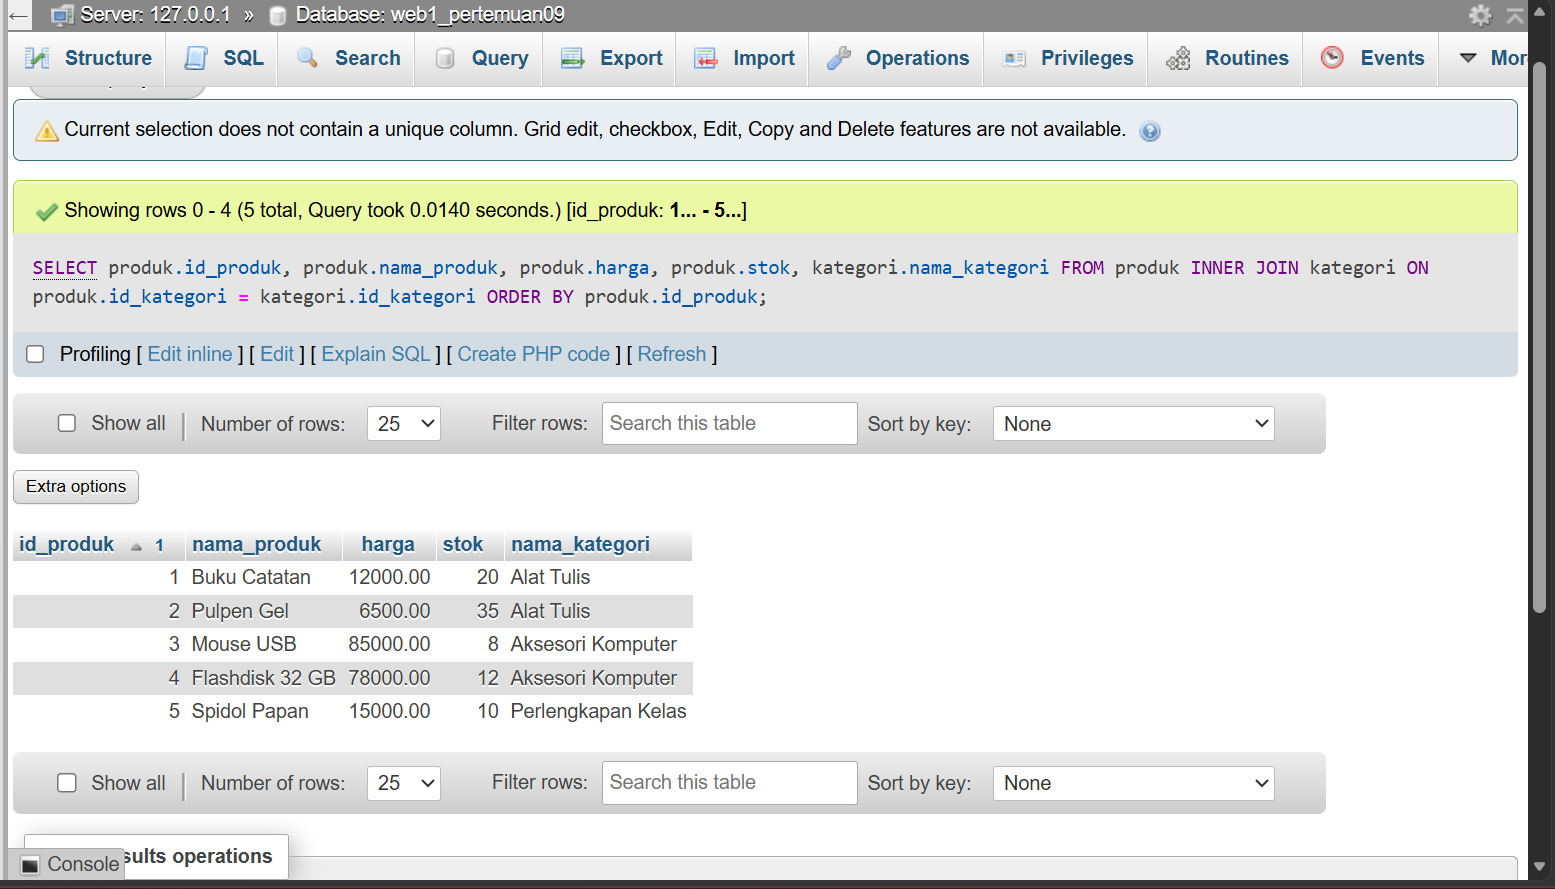 Server: 127.0.0.1 » Database: web1_pertemuan09
Structure SQL Search Query Export Import Operations Privileges Routines Events Mor
Current selection does not contain a unique column. Grid edit, checkbox, Edit, Copy and Delete features are not available.
Showing rows 0 - 4 (5 total, Query took 0.0140 seconds.) [id_produk: 1... - 5...]
SELECT produk.id_produk, produk.nama_produk, produk.harga, produk.stok, kategori.nama_kategori FROM produk INNER JOIN kategori ON
produk.id_kategori = kategori.id_kategori ORDER BY produk.id_produk;
Profiling [ Edit inline ] [ Edit ] [ Explain SQL ] [ Create PHP code ] [ Refresh ]
Show all | Number of rows: 25 Filter rows: Search this table Sort by key: None
Extra options
id_produk 1 nama_produk harga stok nama_kategori
1 Buku Catatan 12000.00 20 Alat Tulis
2 Pulpen Gel 6500.00 35 Alat Tulis
3 Mouse USB 85000.00 8 Aksesori Komputer
4 Flashdisk 32 GB 78000.00 12 Aksesori Komputer
5 Spidol Papan 15000.00 10 Perlengkapan Kelas
Show all | Number of rows: 25 Filter rows: Search this table Sort by key: None
sults operations
Console